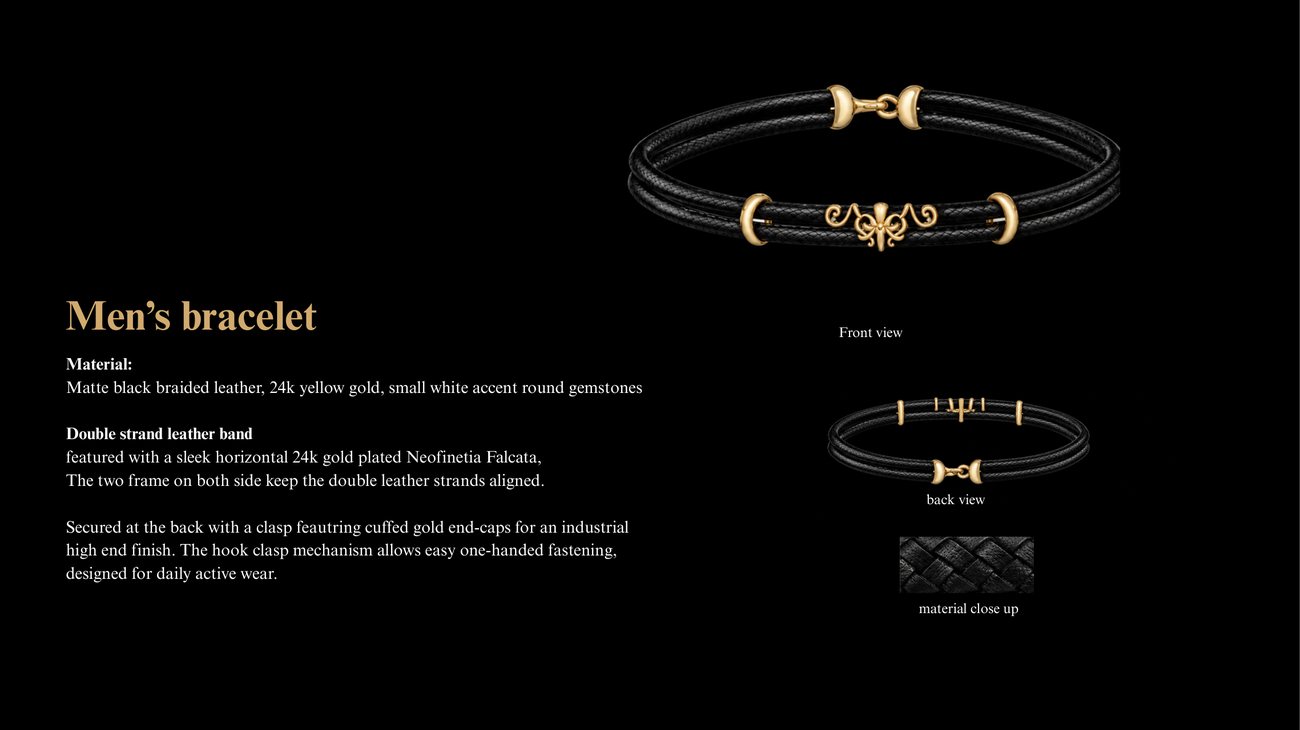 Men’s bracelet
Material:
Matte black braided leather, 24k yellow gold, small white accent round gemstones
Double strand leather band
featured with a sleek horizontal 24k gold plated Neofinetia Falcata,
The two frame on both side keep the double leather strands aligned.
Secured at the back with a clasp feautring cuffed gold end-caps for an industrial
high end finish. The hook clasp mechanism allows easy one-handed fastening,
designed for daily active wear.
Front view
back view
material close up